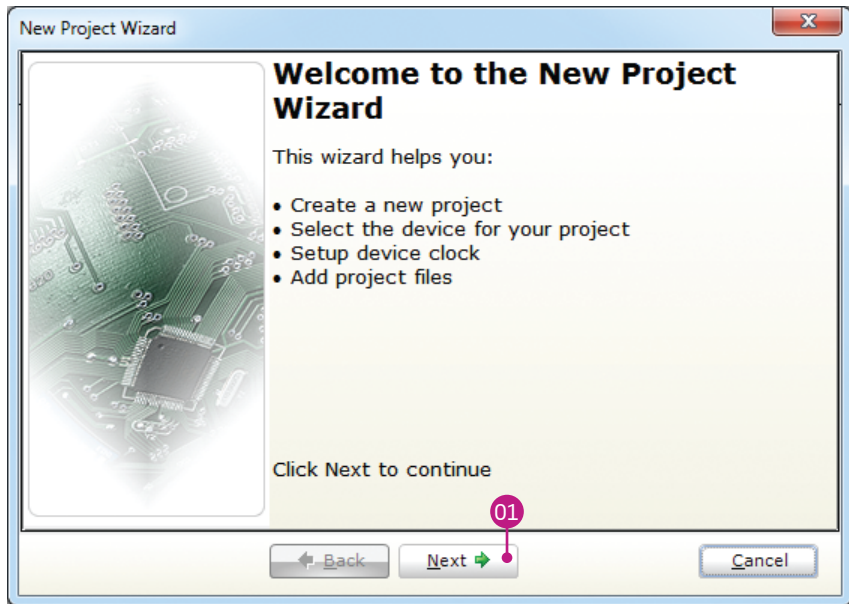 New Project Wizard
Welcome to the New Project
Wizard
This wizard helps you:
• Create a new project
• Select the device for your project
• Setup device clock
• Add project files
Click Next to continue
01
Back Next Cancel